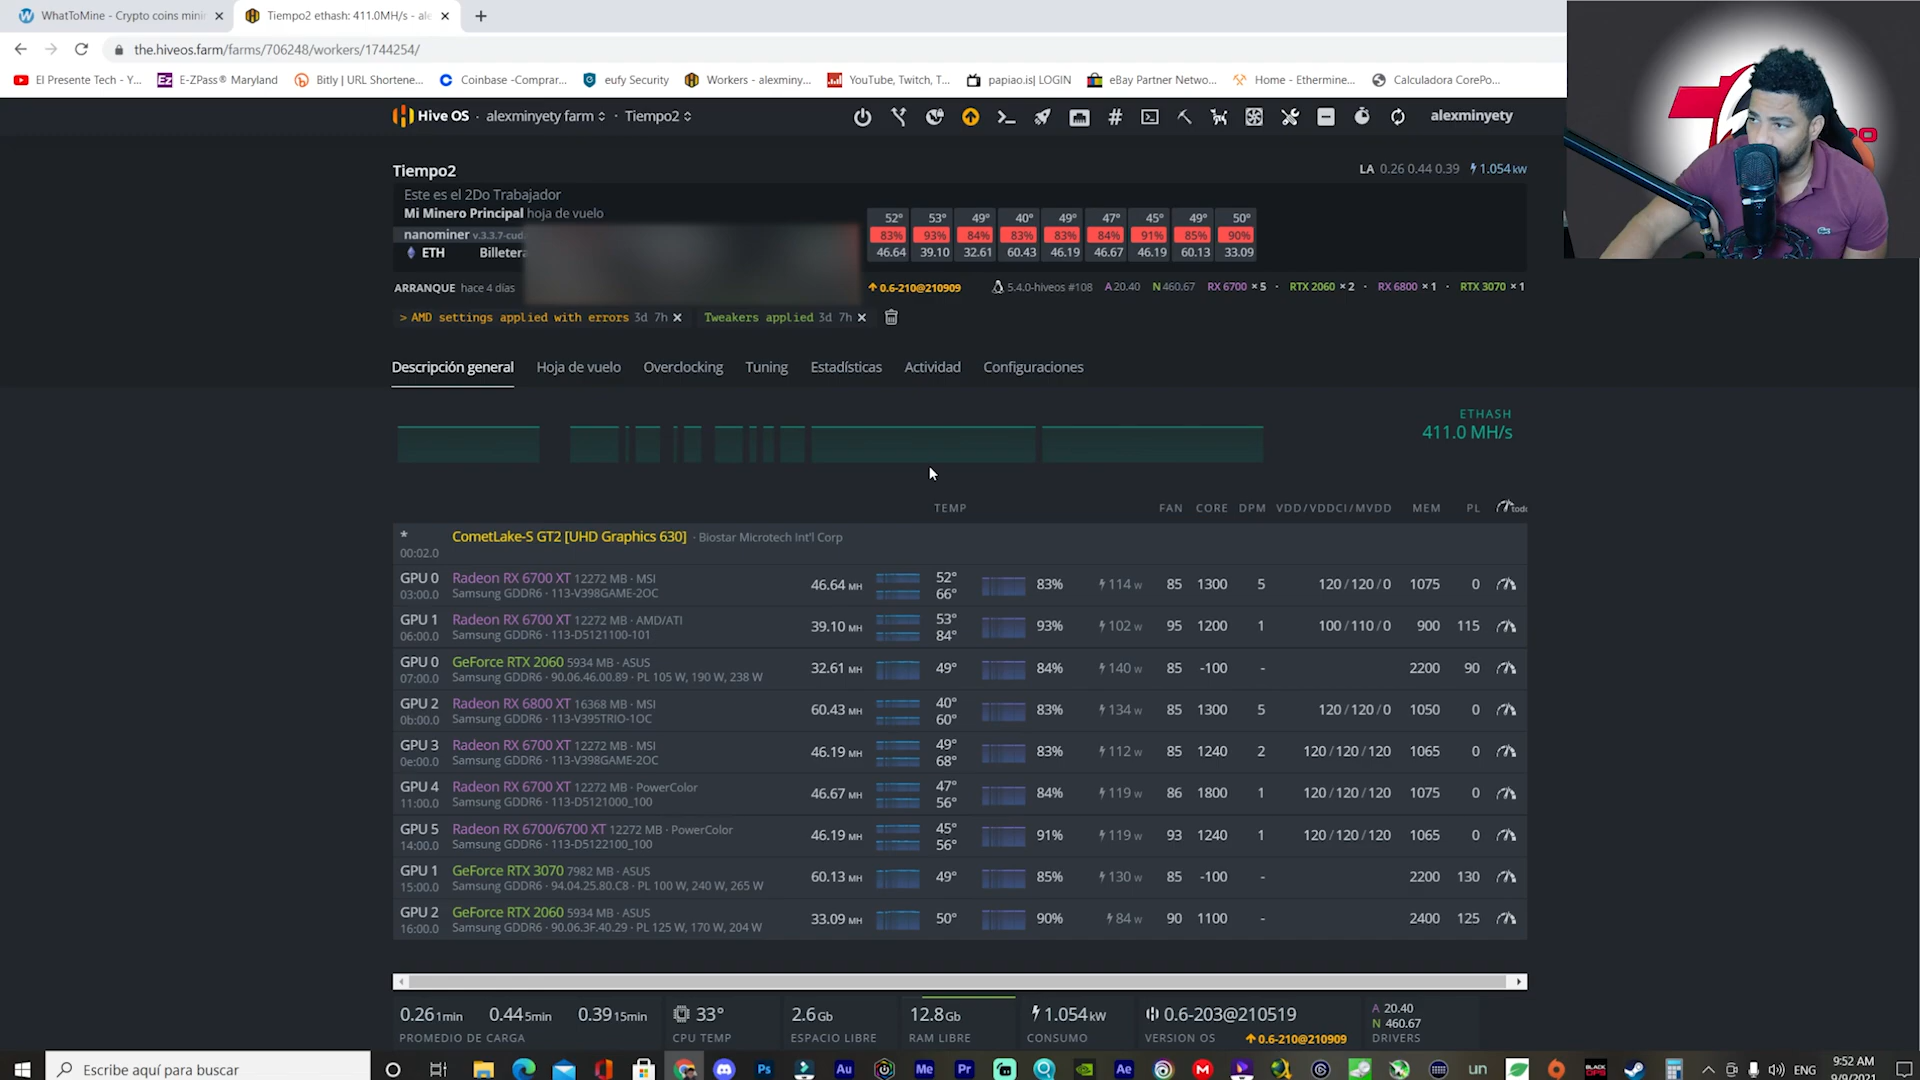 WhatToMine - Crypto coins mini
Tiempo2 ethash: 411.0MH/s - ale
the.hiveos.farm/farms/706248/workers/1744254/
El Presente Tech - Y...
E-ZPass® Maryland
Bitly | URL Shortene...
Coinbase -Comprar...
eufy Security
Workers - alexminy...
YouTube, Twitch, T...
papiao.is| LOGIN
eBay Partner Netwo...
Home - Ethermine...
Calculadora CorePo...
Hive OS · alexminyety farm · Tiempo2
alexminyety
Tiempo2
LA 0.26 0.44 0.39 1.054 kw
Este es el 2Do Trabajador
Mi Minero Principal hoja de vuelo
nanominer v.3.3.7-cud
ETH Billetera
52° 53° 49° 40° 49° 47° 45° 49° 50°
83% 93% 84% 83% 83% 84% 91% 85% 90%
46.64 39.10 32.61 60.43 46.19 46.67 46.19 60.13 33.09
ARRANQUE hace 4 días
0.6-210@210909
5.4.0-hiveos #108 A 20.40 N 460.67 RX 6700 × 5 · RTX 2060 × 2 · RX 6800 × 1 · RTX 3070 × 1
> AMD settings applied with errors 3d 7h ×
Tweakers applied 3d 7h ×
Descripción general
Hoja de vuelo
Overclocking
Tuning
Estadísticas
Actividad
Configuraciones
ETHASH
411.0 MH/s
TEMP FAN CORE DPM VDD/VDDCI/MVDD MEM PL todo
* CometLake-S GT2 [UHD Graphics 630] · Biostar Microtech Int'l Corp
00:02.0
GPU 0 Radeon RX 6700 XT 12272 MB · MSI 46.64 MH 52° 83% 114 w 85 1300 5 120 / 120 / 0 1075 0
03:00.0 Samsung GDDR6 · 113-V398GAME-2OC 66°
GPU 1 Radeon RX 6700 XT 12272 MB · AMD/ATI 39.10 MH 53° 93% 102 w 95 1200 1 100 / 110 / 0 900 115
06:00.0 Samsung GDDR6 · 113-D5121100-101 84°
GPU 0 GeForce RTX 2060 5934 MB · ASUS 32.61 MH 49° 84% 140 w 85 -100 - 2200 90
07:00.0 Samsung GDDR6 · 90.06.46.00.89 · PL 105 W, 190 W, 238 W
GPU 2 Radeon RX 6800 XT 16368 MB · MSI 60.43 MH 40° 83% 134 w 85 1300 5 120 / 120 / 0 1050 0
0b:00.0 Samsung GDDR6 · 113-V395TRIO-1OC 60°
GPU 3 Radeon RX 6700 XT 12272 MB · MSI 46.19 MH 49° 83% 112 w 85 1240 2 120 / 120 / 120 1065 0
0e:00.0 Samsung GDDR6 · 113-V398GAME-2OC 68°
GPU 4 Radeon RX 6700 XT 12272 MB · PowerColor 46.67 MH 47° 84% 119 w 86 1800 1 120 / 120 / 120 1075 0
11:00.0 Samsung GDDR6 · 113-D5121000_100 56°
GPU 5 Radeon RX 6700/6700 XT 12272 MB · PowerColor 46.19 MH 45° 91% 119 w 93 1240 1 120 / 120 / 120 1065 0
14:00.0 Samsung GDDR6 · 113-D5122100_100 56°
GPU 1 GeForce RTX 3070 7982 MB · ASUS 60.13 MH 49° 85% 130 w 85 -100 - 2200 130
15:00.0 Samsung GDDR6 · 94.04.25.80.C8 · PL 100 W, 240 W, 265 W
GPU 2 GeForce RTX 2060 5934 MB · ASUS 33.09 MH 50° 90% 84 w 90 1100 - 2400 125
16:00.0 Samsung GDDR6 · 90.06.3F.40.29 · PL 125 W, 170 W, 204 W
0.26 1min 0.44 5min 0.39 15min 33° 2.6 Gb 12.8 Gb 1.054 kW 0.6-203@210519 A 20.40
N 460.67
PROMEDIO DE CARGA CPU TEMP ESPACIO LIBRE RAM LIBRE CONSUMO VERSION OS 0.6-210@210909 DRIVERS
Escribe aquí para buscar
ENG
9:52 AM
9/9/2021